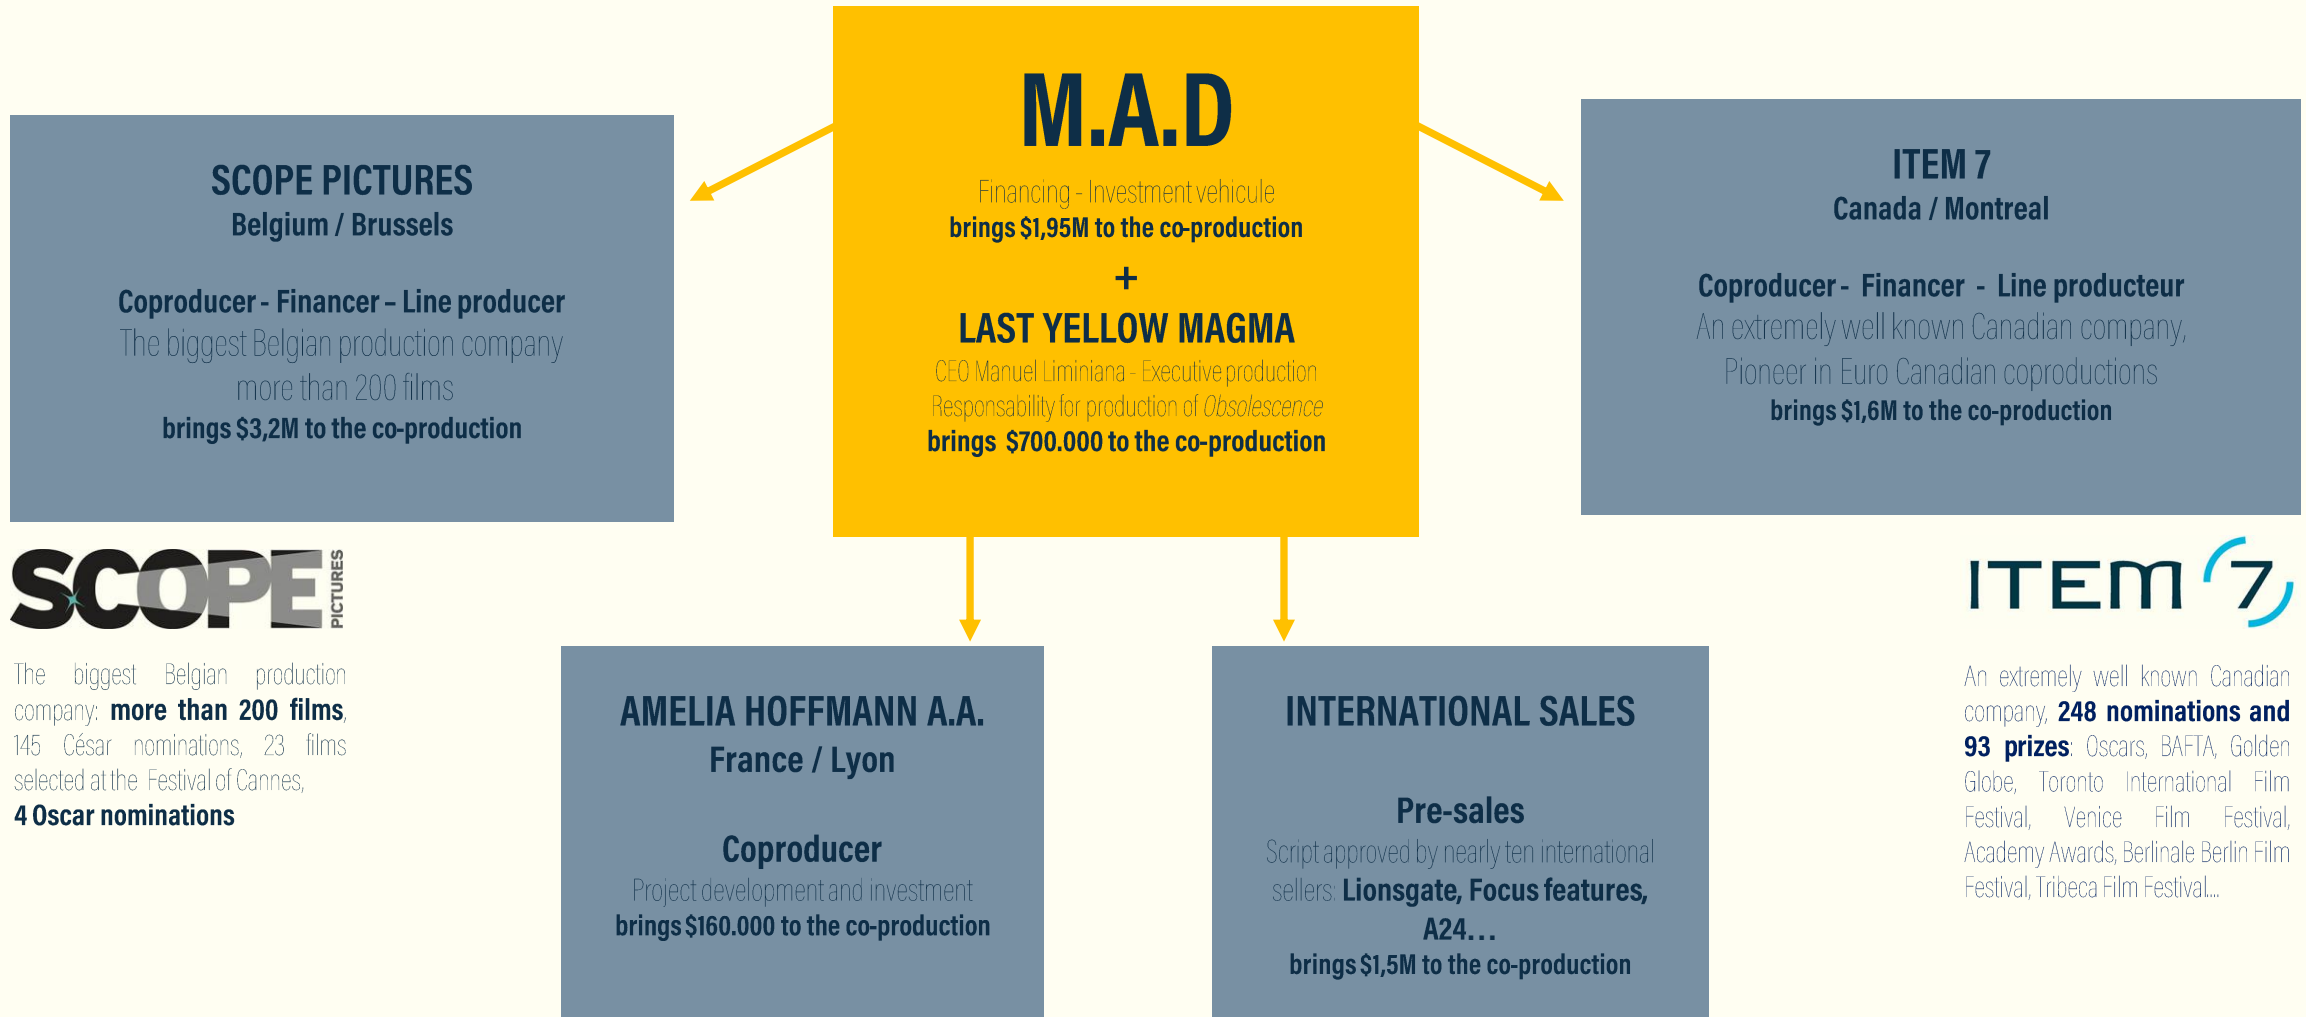 M.A.D
Financing - Investment vehicule
brings $1,95M to the co-production
+
LAST YELLOW MAGMA
CEO Manuel Liminiana - Executive production
Responsability for production of Obsolescence
brings $700.000 to the co-production
SCOPE PICTURES
Belgium / Brussels
Coproducer - Financer – Line producer
The biggest Belgian production company
more than 200 films
brings $3,2M to the co-production
ITEM 7
Canada / Montreal
Coproducer - Financer - Line producteur
An extremely well known Canadian company,
Pioneer in Euro Canadian coproductions
brings $1,6M to the co-production
SCOPE PICTURES
The biggest Belgian production
company: more than 200 films,
145 César nominations, 23 films
selected at the Festival of Cannes,
4 Oscar nominations
AMELIA HOFFMANN A.A.
France / Lyon
Coproducer
Project development and investment
brings $160.000 to the co-production
INTERNATIONAL SALES
Pre-sales
Script approved by nearly ten international
sellers: Lionsgate, Focus features,
A24...
brings $1,5M to the co-production
ITEM 7
An extremely well known Canadian
company, 248 nominations and
93 prizes: Oscars, BAFTA, Golden
Globe, Toronto International Film
Festival, Venice Film Festival,
Academy Awards, Berlinale Berlin Film
Festival, Tribeca Film Festival....